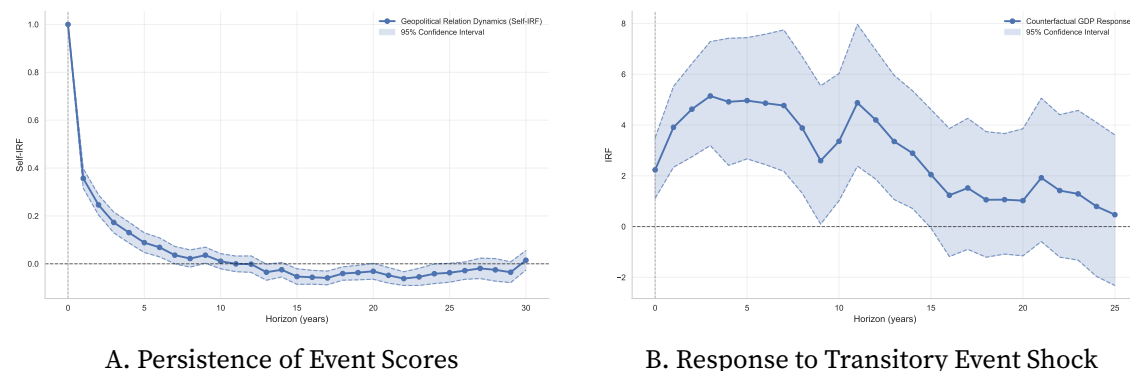 Geopolitical Relation Dynamics (Self-IRF)
95% Confidence Interval
1.0
0.8
0.6
0.4
0.2
0.0
Self-IRF
0 5 10 15 20 25 30
Horizon (years)
A. Persistence of Event Scores
Counterfactual GDP Response
95% Confidence Interval
8
6
4
2
0
−2
IRF
0 5 10 15 20 25
Horizon (years)
B. Response to Transitory Event Shock